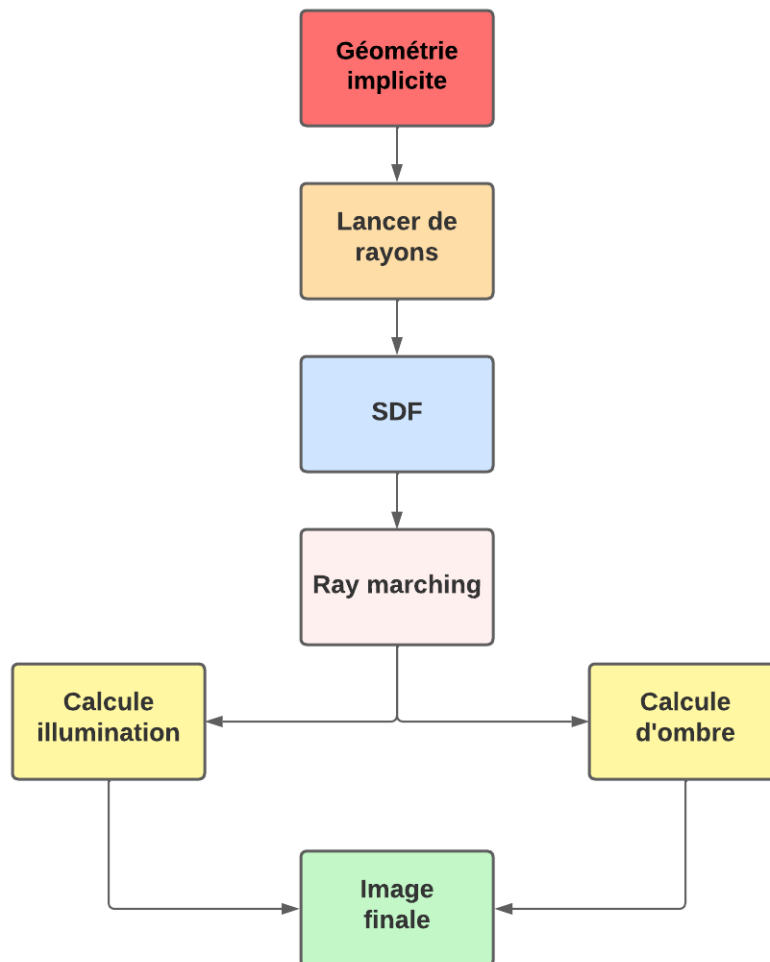 Géométrie
implicite
Lancer de
rayons
SDF
Ray marching
Calcule
illumination
Calcule
d'ombre
Image
finale